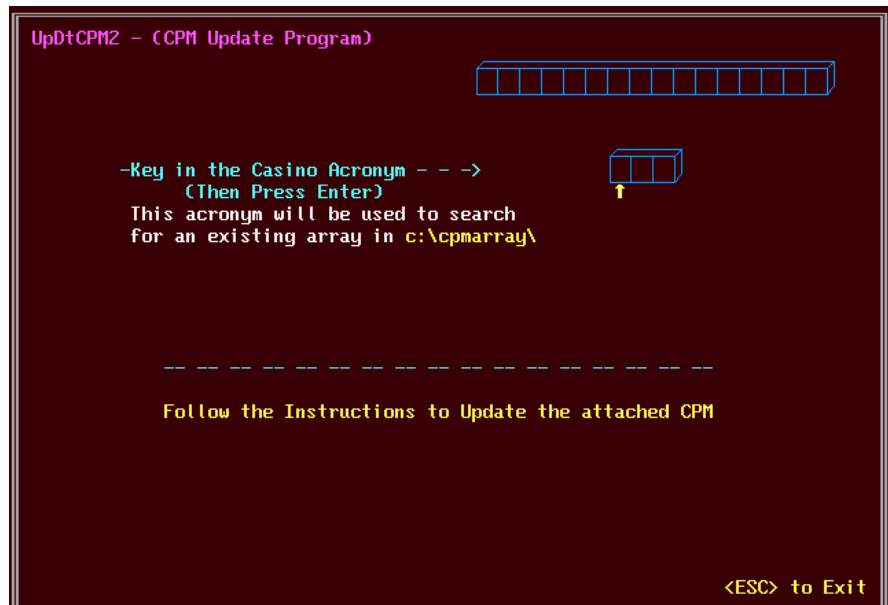 UpDtCPM2 - (CPM Update Program)
-Key in the Casino Acronym - - ->
(Then Press Enter)
This acronym will be used to search
for an existing array in c:\cpmarray\
-- -- -- -- -- -- -- -- -- -- -- -- -- -- -- -- --
Follow the Instructions to Update the attached CPM
<ESC> to Exit